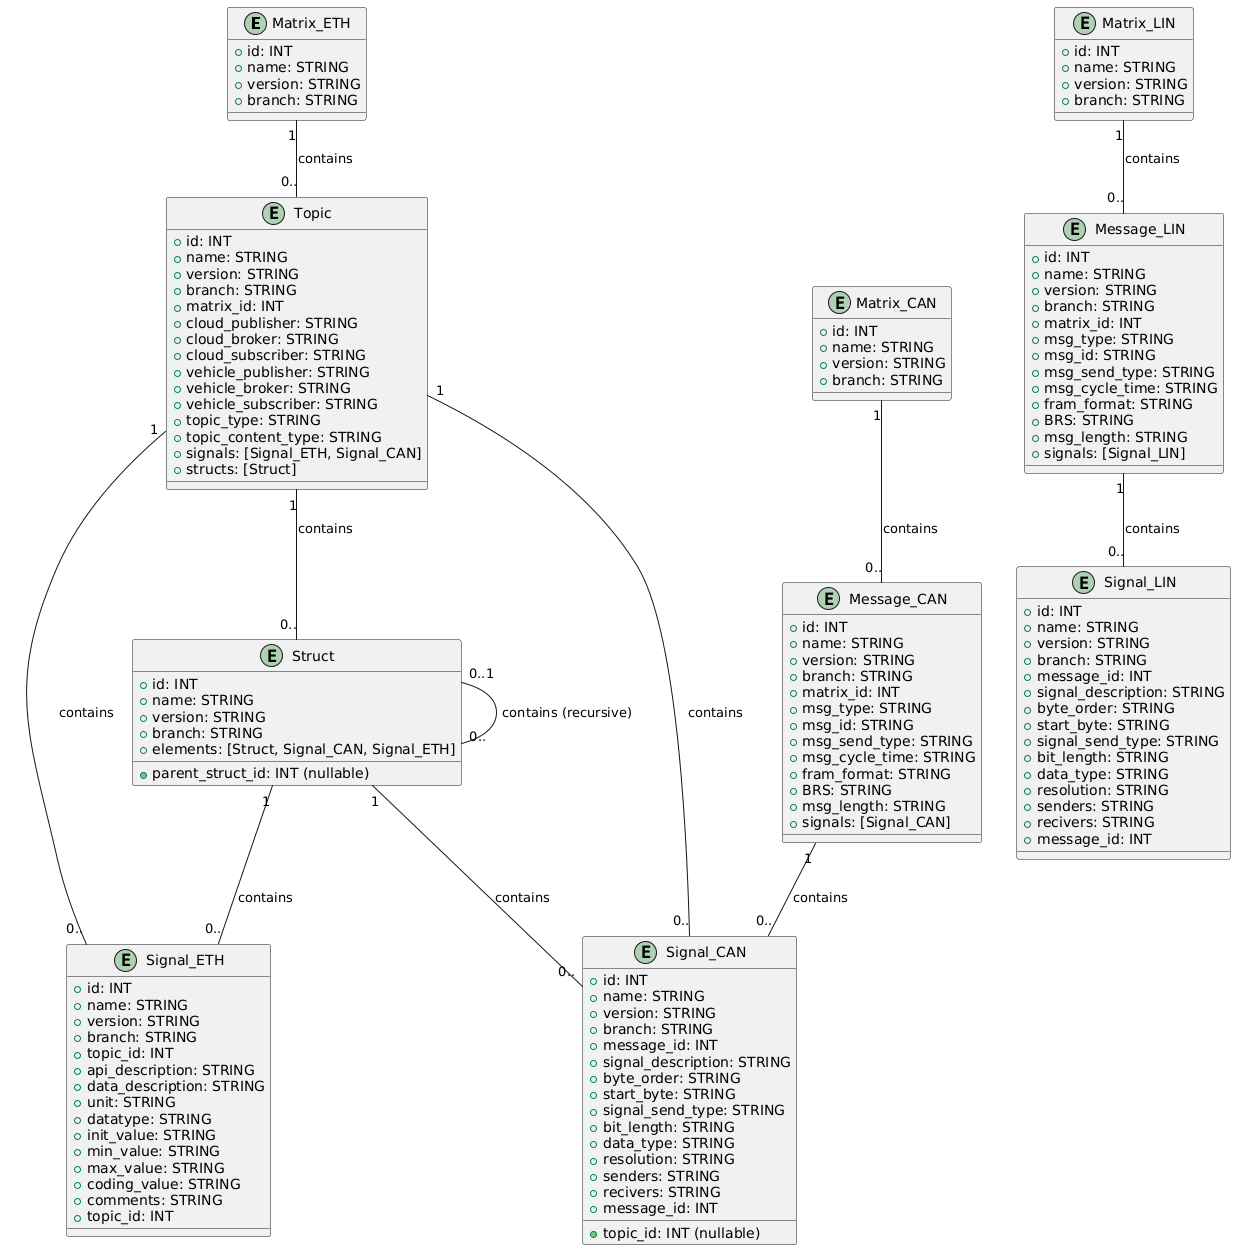 E Matrix_ETH
id: INT
name: STRING
version: STRING
branch: STRING
1
contains
0..
E Topic
id: INT
name: STRING
version: STRING
branch: STRING
matrix_id: INT
cloud_publisher: STRING
cloud_broker: STRING
cloud_subscriber: STRING
vehicle_publisher: STRING
vehicle_broker: STRING
vehicle_subscriber: STRING
topic_type: STRING
topic_content_type: STRING
signals: [Signal_ETH, Signal_CAN]
structs: [Struct]
1
contains
0..
1
contains
0..
1
contains
0..
E Struct
id: INT
name: STRING
version: STRING
branch: STRING
elements: [Struct, Signal_CAN, Signal_ETH]
parent_struct_id: INT (nullable)
0..1
contains (recursive)
0..
1
contains
0..
1
contains
0..
E Signal_ETH
id: INT
name: STRING
version: STRING
branch: STRING
topic_id: INT
api_description: STRING
data_description: STRING
unit: STRING
datatype: STRING
init_value: STRING
min_value: STRING
max_value: STRING
coding_value: STRING
comments: STRING
topic_id: INT
E Matrix_CAN
id: INT
name: STRING
version: STRING
branch: STRING
1
contains
0..
E Message_CAN
id: INT
name: STRING
version: STRING
branch: STRING
matrix_id: INT
msg_type: STRING
msg_id: STRING
msg_send_type: STRING
msg_cycle_time: STRING
fram_format: STRING
BRS: STRING
msg_length: STRING
signals: [Signal_CAN]
1
contains
0..
E Signal_CAN
id: INT
name: STRING
version: STRING
branch: STRING
message_id: INT
signal_description: STRING
byte_order: STRING
start_byte: STRING
signal_send_type: STRING
bit_length: STRING
data_type: STRING
resolution: STRING
senders: STRING
recivers: STRING
message_id: INT
topic_id: INT (nullable)
E Matrix_LIN
id: INT
name: STRING
version: STRING
branch: STRING
1
contains
0..
E Message_LIN
id: INT
name: STRING
version: STRING
branch: STRING
matrix_id: INT
msg_type: STRING
msg_id: STRING
msg_send_type: STRING
msg_cycle_time: STRING
fram_format: STRING
BRS: STRING
msg_length: STRING
signals: [Signal_LIN]
1
contains
0..
E Signal_LIN
id: INT
name: STRING
version: STRING
branch: STRING
message_id: INT
signal_description: STRING
byte_order: STRING
start_byte: STRING
signal_send_type: STRING
bit_length: STRING
data_type: STRING
resolution: STRING
senders: STRING
recivers: STRING
message_id: INT